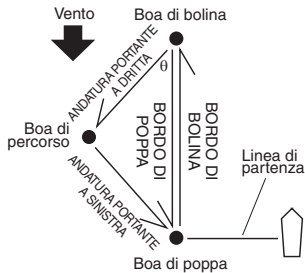 Vento
Boa di bolina
ANDATURA PORTANTE
A DRITTA
θ
Boa di
percorso
BORDO DI
POPPA
BORDO DI
BOLINA
ANDATURA PORTANTE
A SINISTRA
Linea di
partenza
Boa di poppa